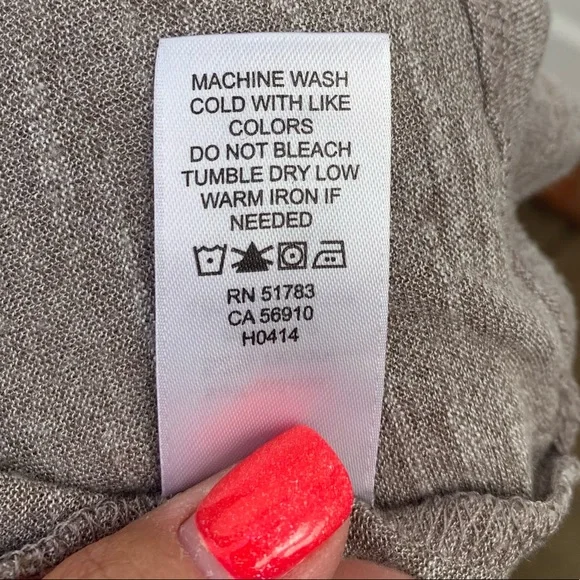 MACHINE WASH
COLD WITH LIKE
COLORS
DO NOT BLEACH
TUMBLE DRY LOW
WARM IRON IF
NEEDED
RN 51783
CA 56910
H0414